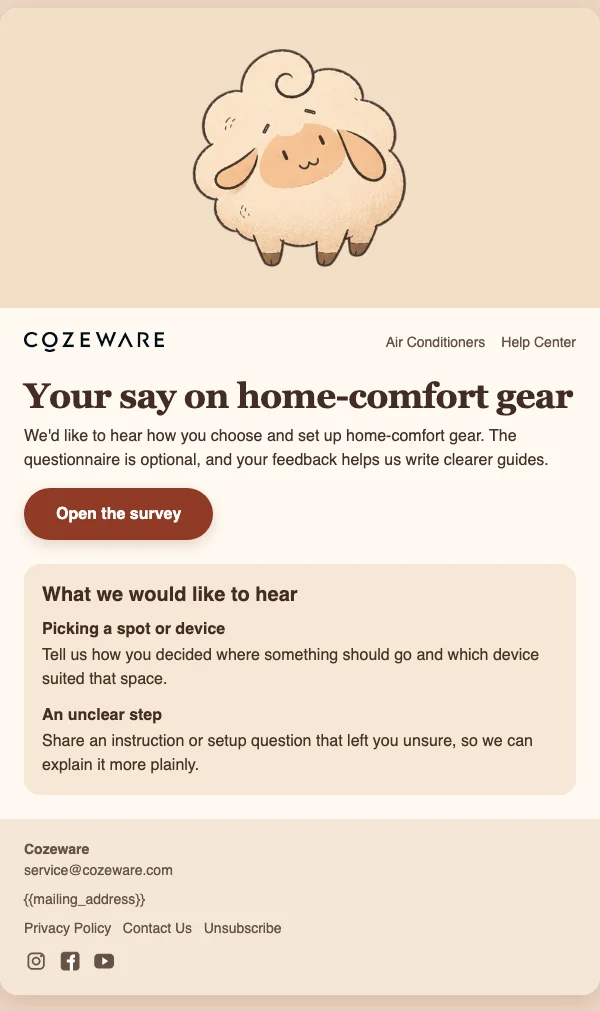 COZEWARE
Air Conditioners Help Center
Your say on home-comfort gear
We'd like to hear how you choose and set up home-comfort gear. The
questionnaire is optional, and your feedback helps us write clearer guides.
Open the survey
What we would like to hear
Picking a spot or device
Tell us how you decided where something should go and which device
suited that space.
An unclear step
Share an instruction or setup question that left you unsure, so we can
explain it more plainly.
Cozeware
service@cozeware.com
{{mailing_address}}
Privacy Policy Contact Us Unsubscribe